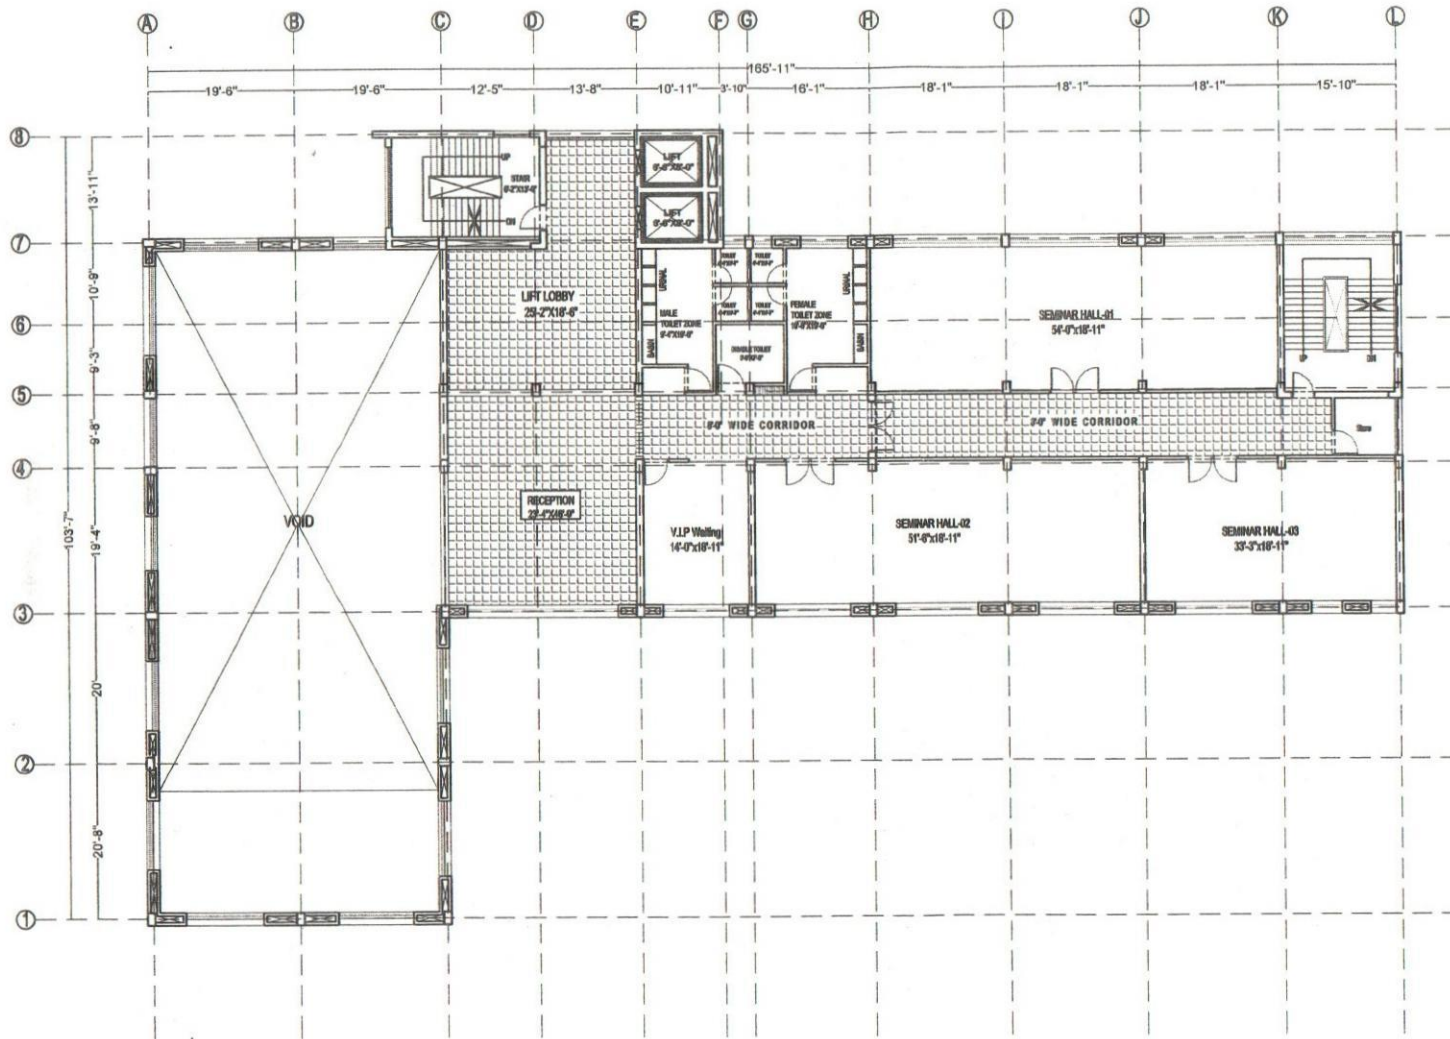 A B C D E F G H I J K L
165'-11"
19'-6" 19'-6" 12'-5" 13'-8" 10'-11" 3'-10" 16'-1" 18'-1" 18'-1" 18'-1" 15'-10"
8
7
6
5
4
3
2
1
103'-7"
13'-11"
10'-9"
9'-3"
9'-8"
19'-4"
20'
20'-8"
UP
STAIR
DN
LIFT
LIFT
LIFT LOBBY
25'-2"X18'-6"
URINAL
MALE
TOILET ZONE
BASIN
TOILET
TOILET
TOILET
TOILET
FEMALE
TOILET ZONE
URINAL
BASIN
SEMINAR HALL-01
54'-0"x18'-11"
UP
DN
WIDE CORRIDOR
WIDE CORRIDOR
Store
VOID
RECEPTION
V.I.P Waiting
14'-0"x18'-11"
SEMINAR HALL-02
51'-6"x18'-11"
SEMINAR HALL-03
33'-3"x18'-11"